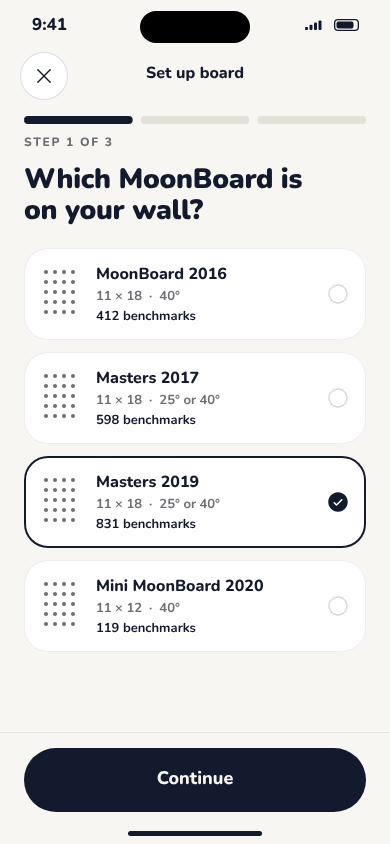 9:41
Set up board
STEP 1 OF 3
Which MoonBoard is
on your wall?
MoonBoard 2016
11 × 18 · 40°
412 benchmarks
Masters 2017
11 × 18 · 25° or 40°
598 benchmarks
Masters 2019
11 × 18 · 25° or 40°
831 benchmarks
Mini MoonBoard 2020
11 × 12 · 40°
119 benchmarks
Continue